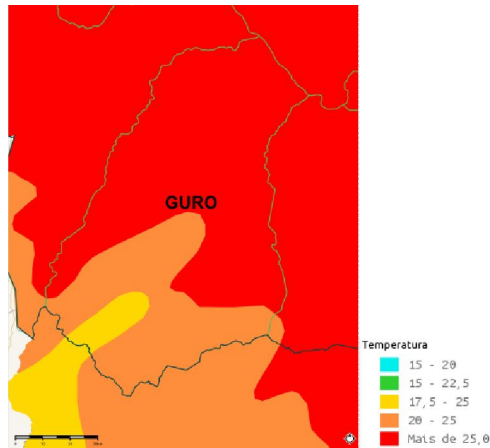 GURO
Temperatura
15 - 20
15 - 22,5
17,5 - 25
20 - 25
Mais de 25,0